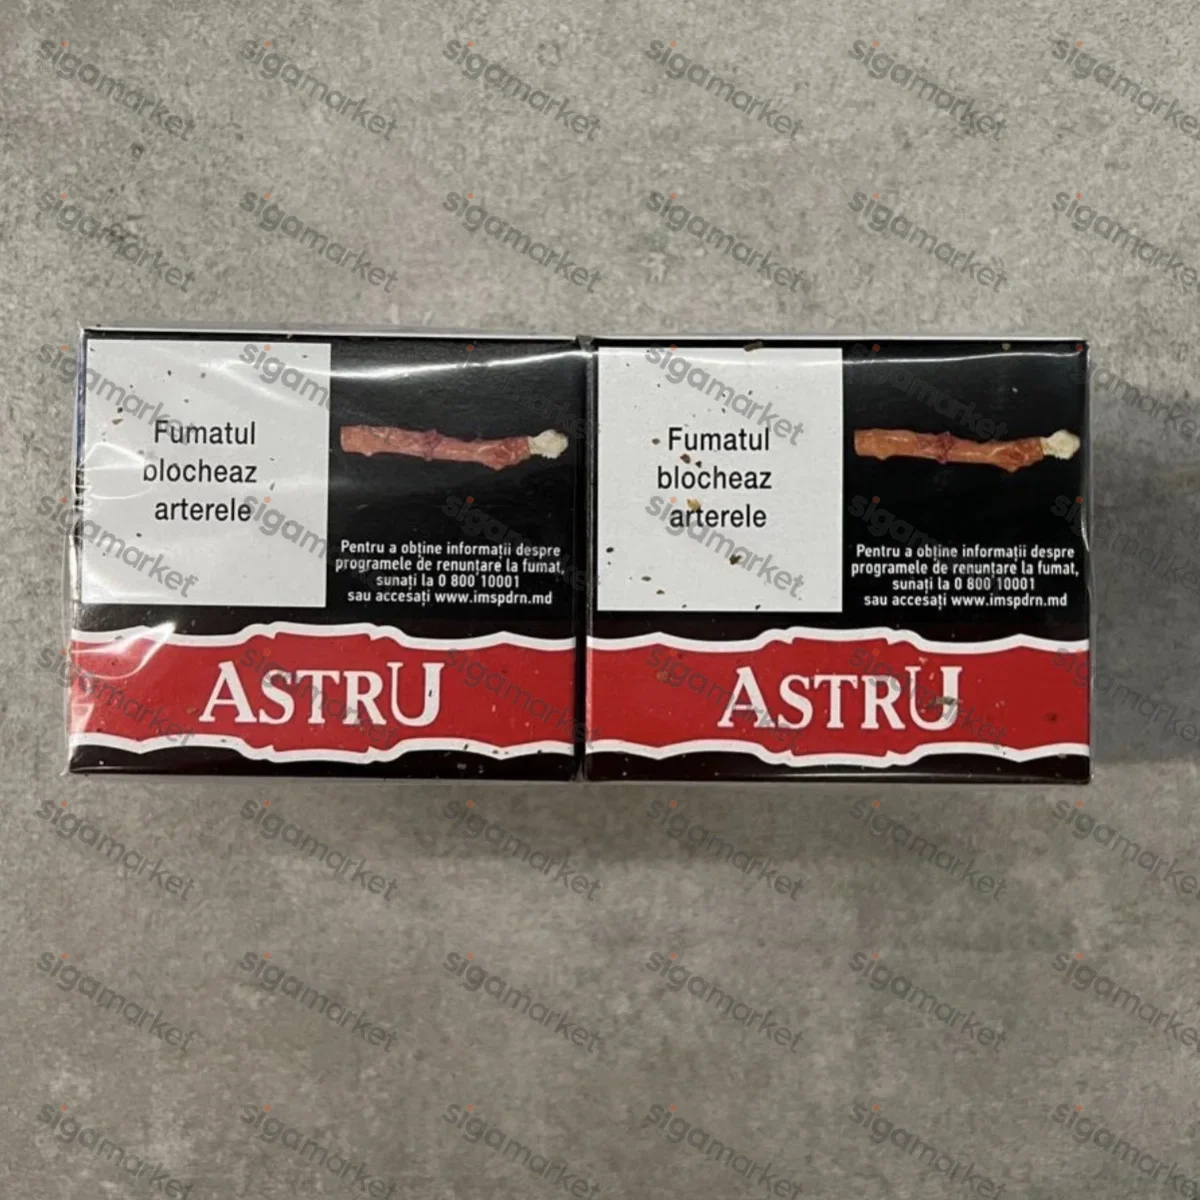 Fumatul
blocheaz
arterele
Pentru a obține informații despre
programele de renunțare la fumat,
sunați la 0 800 10001
sau accesați www.imspdrn.md
ASTRU
Fumatul
blocheaz
arterele
Pentru a obține informații despre
programele de renunțare la fumat,
sunați la 0 800 10001
sau accesați www.imspdrn.md
ASTRU
sigamarket